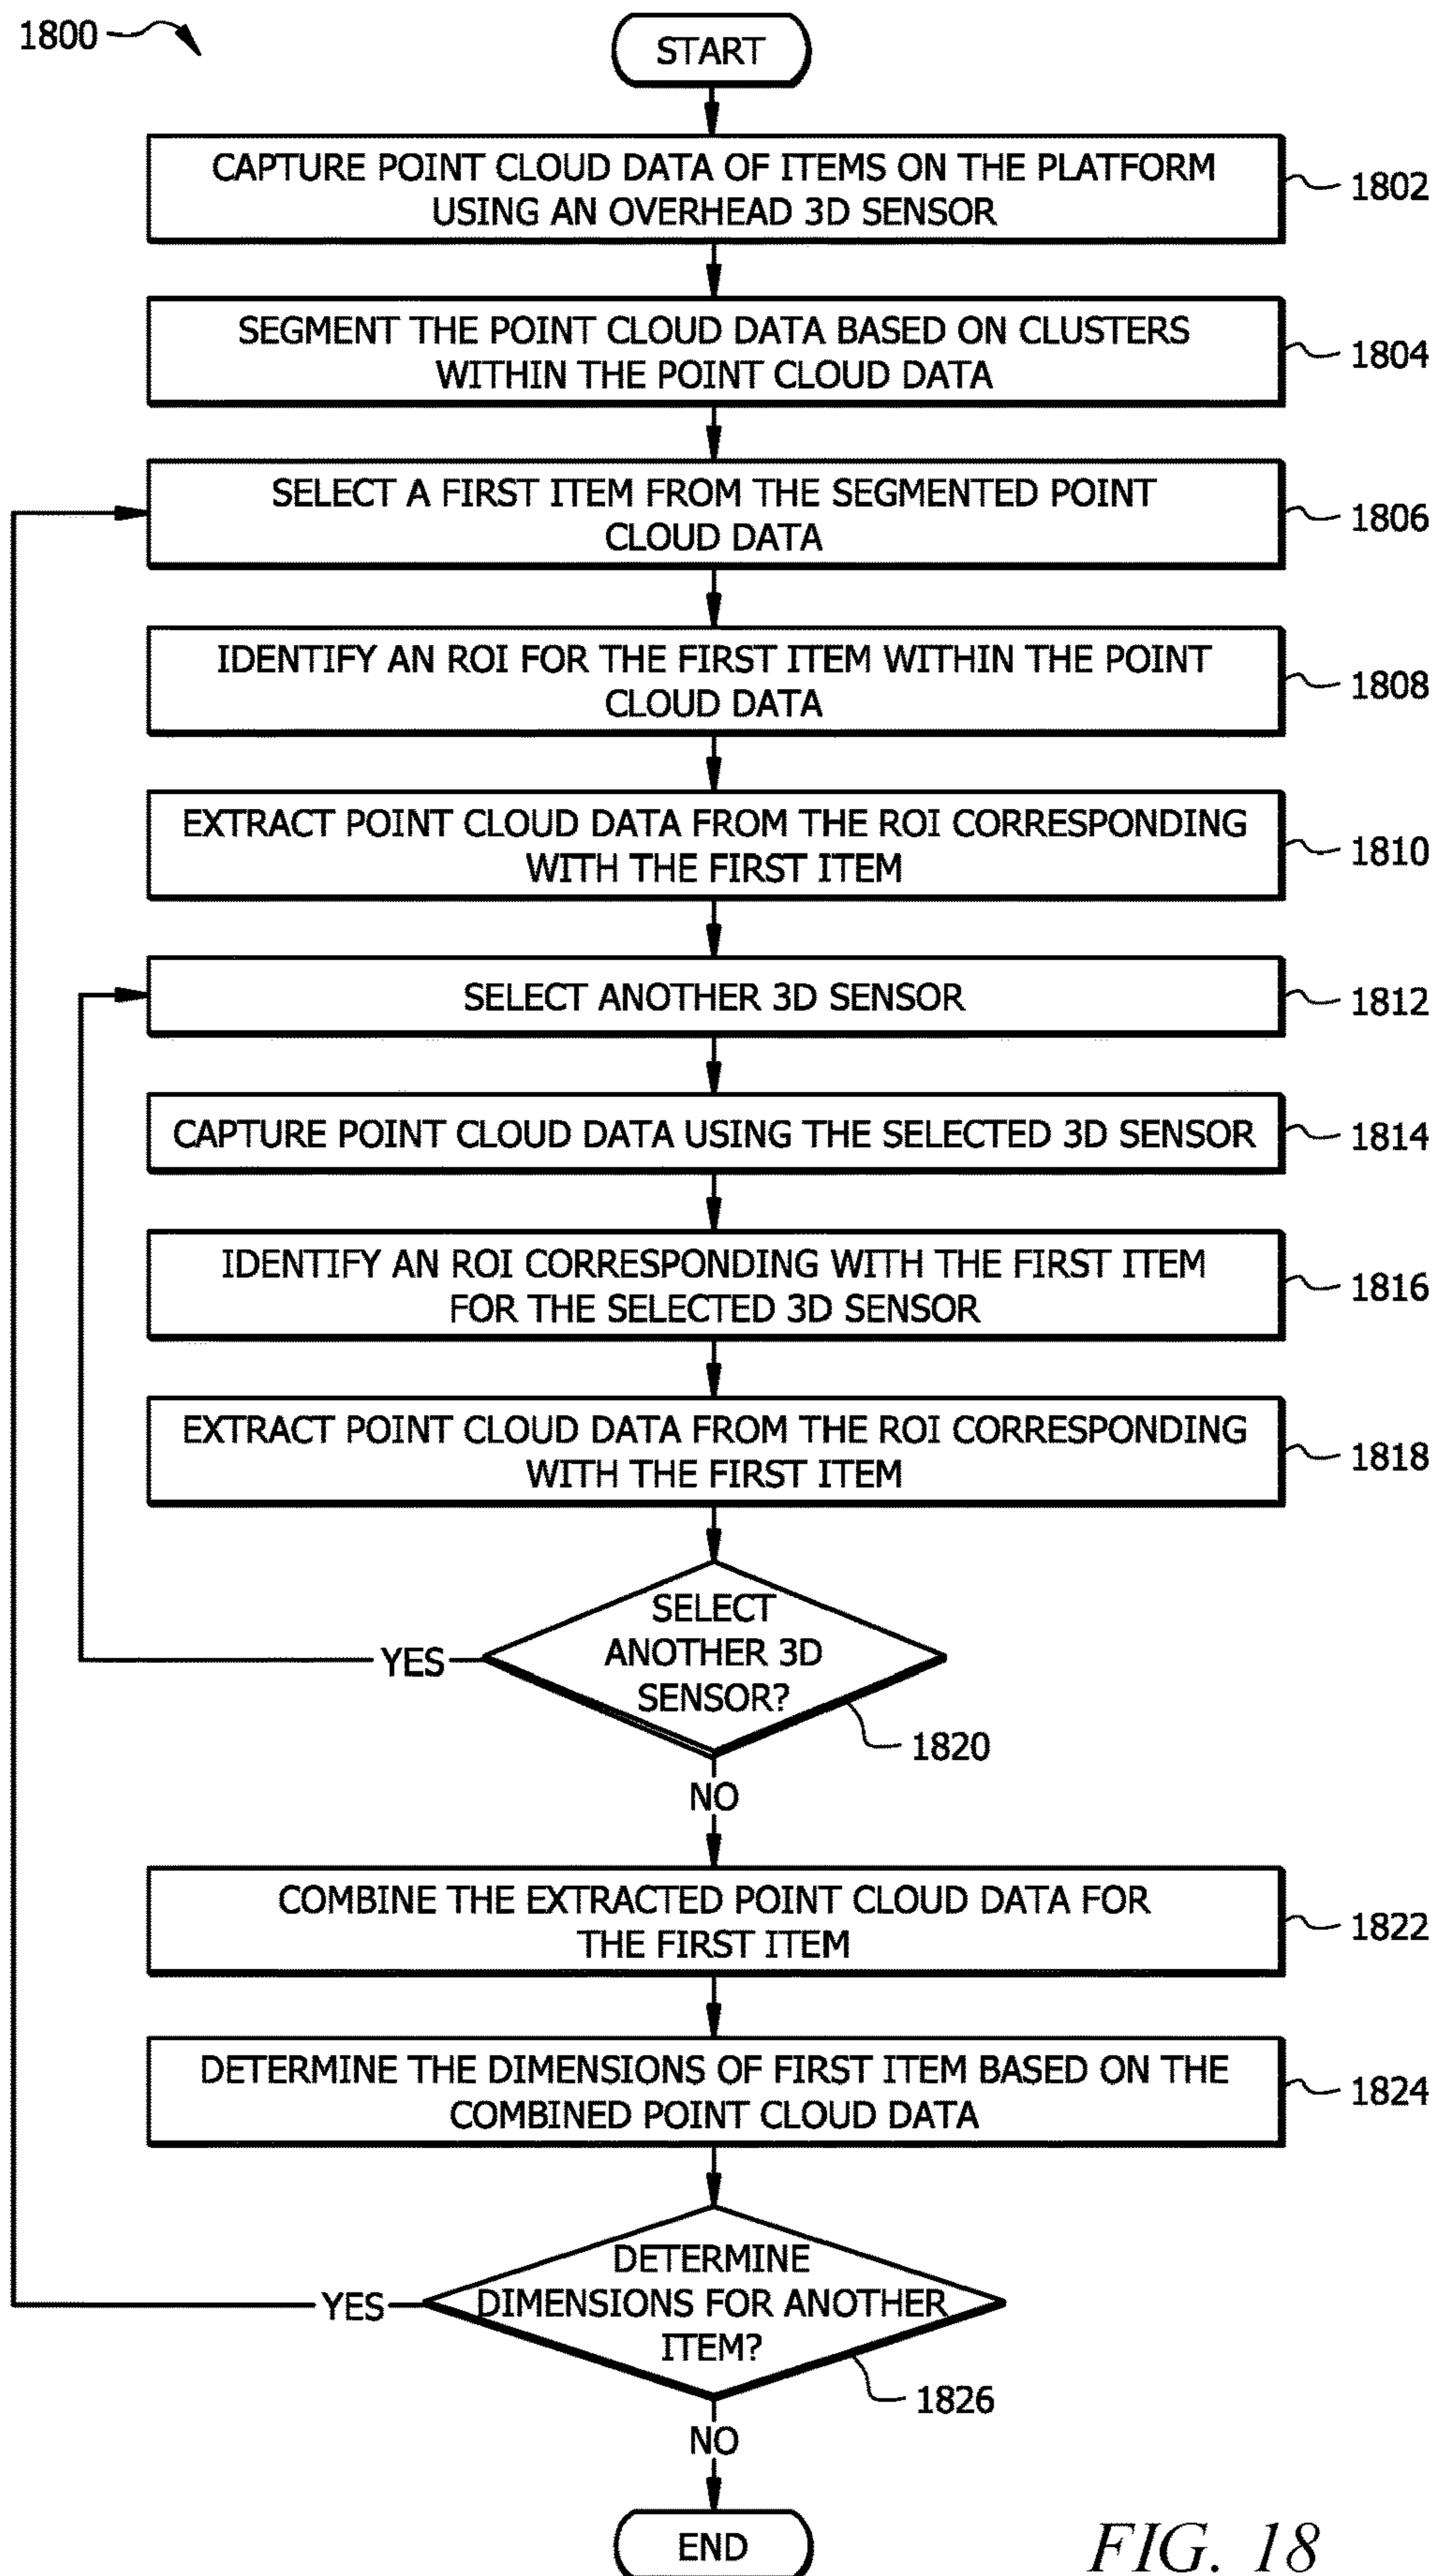 1800
START
CAPTURE POINT CLOUD DATA OF ITEMS ON THE PLATFORM
USING AN OVERHEAD 3D SENSOR
1802
SEGMENT THE POINT CLOUD DATA BASED ON CLUSTERS
WITHIN THE POINT CLOUD DATA
1804
SELECT A FIRST ITEM FROM THE SEGMENTED POINT
CLOUD DATA
1806
IDENTIFY AN ROI FOR THE FIRST ITEM WITHIN THE POINT
CLOUD DATA
1808
EXTRACT POINT CLOUD DATA FROM THE ROI CORRESPONDING
WITH THE FIRST ITEM
1810
SELECT ANOTHER 3D SENSOR
1812
CAPTURE POINT CLOUD DATA USING THE SELECTED 3D SENSOR
1814
IDENTIFY AN ROI CORRESPONDING WITH THE FIRST ITEM
FOR THE SELECTED 3D SENSOR
1816
EXTRACT POINT CLOUD DATA FROM THE ROI CORRESPONDING
WITH THE FIRST ITEM
1818
SELECT
ANOTHER 3D
SENSOR?
YES
1820
NO
COMBINE THE EXTRACTED POINT CLOUD DATA FOR
THE FIRST ITEM
1822
DETERMINE THE DIMENSIONS OF FIRST ITEM BASED ON THE
COMBINED POINT CLOUD DATA
1824
DETERMINE
DIMENSIONS FOR ANOTHER
ITEM?
YES
1826
NO
END
FIG. 18